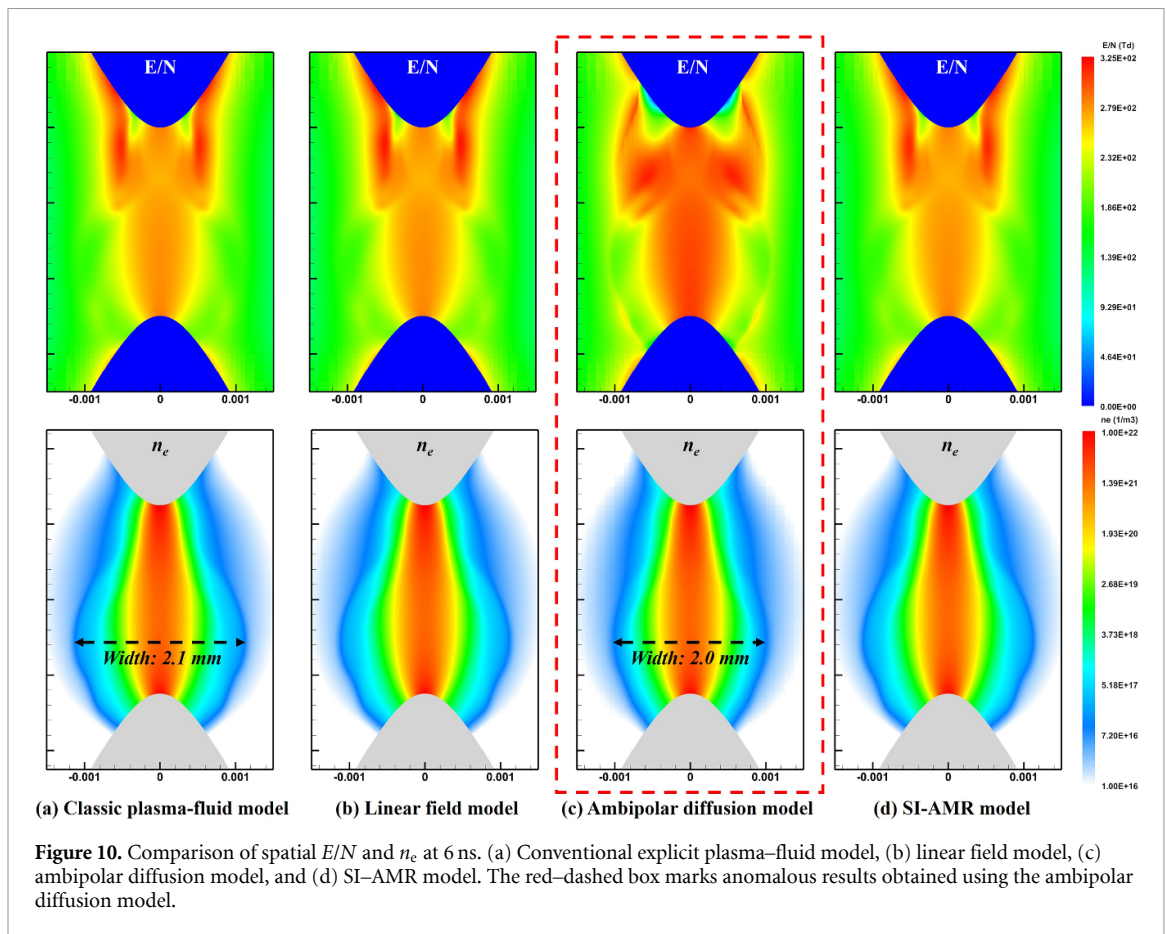 E/N
E/N
E/N
E/N
E/N (Td)
3.25E+02
2.79E+02
2.32E+02
1.86E+02
1.39E+02
9.29E+01
4.64E+01
0.00E+00
-0.001 0 0.001
-0.001 0 0.001
-0.001 0 0.001
-0.001 0 0.001
ne (1/m3)
1.00E+22
1.39E+21
1.93E+20
2.68E+19
3.73E+18
5.18E+17
7.20E+16
1.00E+16
ne
ne
ne
ne
Width: 2.1 mm
Width: 2.0 mm
-0.001 0 0.001
-0.001 0 0.001
-0.001 0 0.001
-0.001 0 0.001
(a) Classic plasma-fluid model
(b) Linear field model
(c) Ambipolar diffusion model
(d) SI-AMR model
Figure 10. Comparison of spatial E/N and ne at 6 ns. (a) Conventional explicit plasma–fluid model, (b) linear field model, (c)
ambipolar diffusion model, and (d) SI–AMR model. The red–dashed box marks anomalous results obtained using the ambipolar
diffusion model.